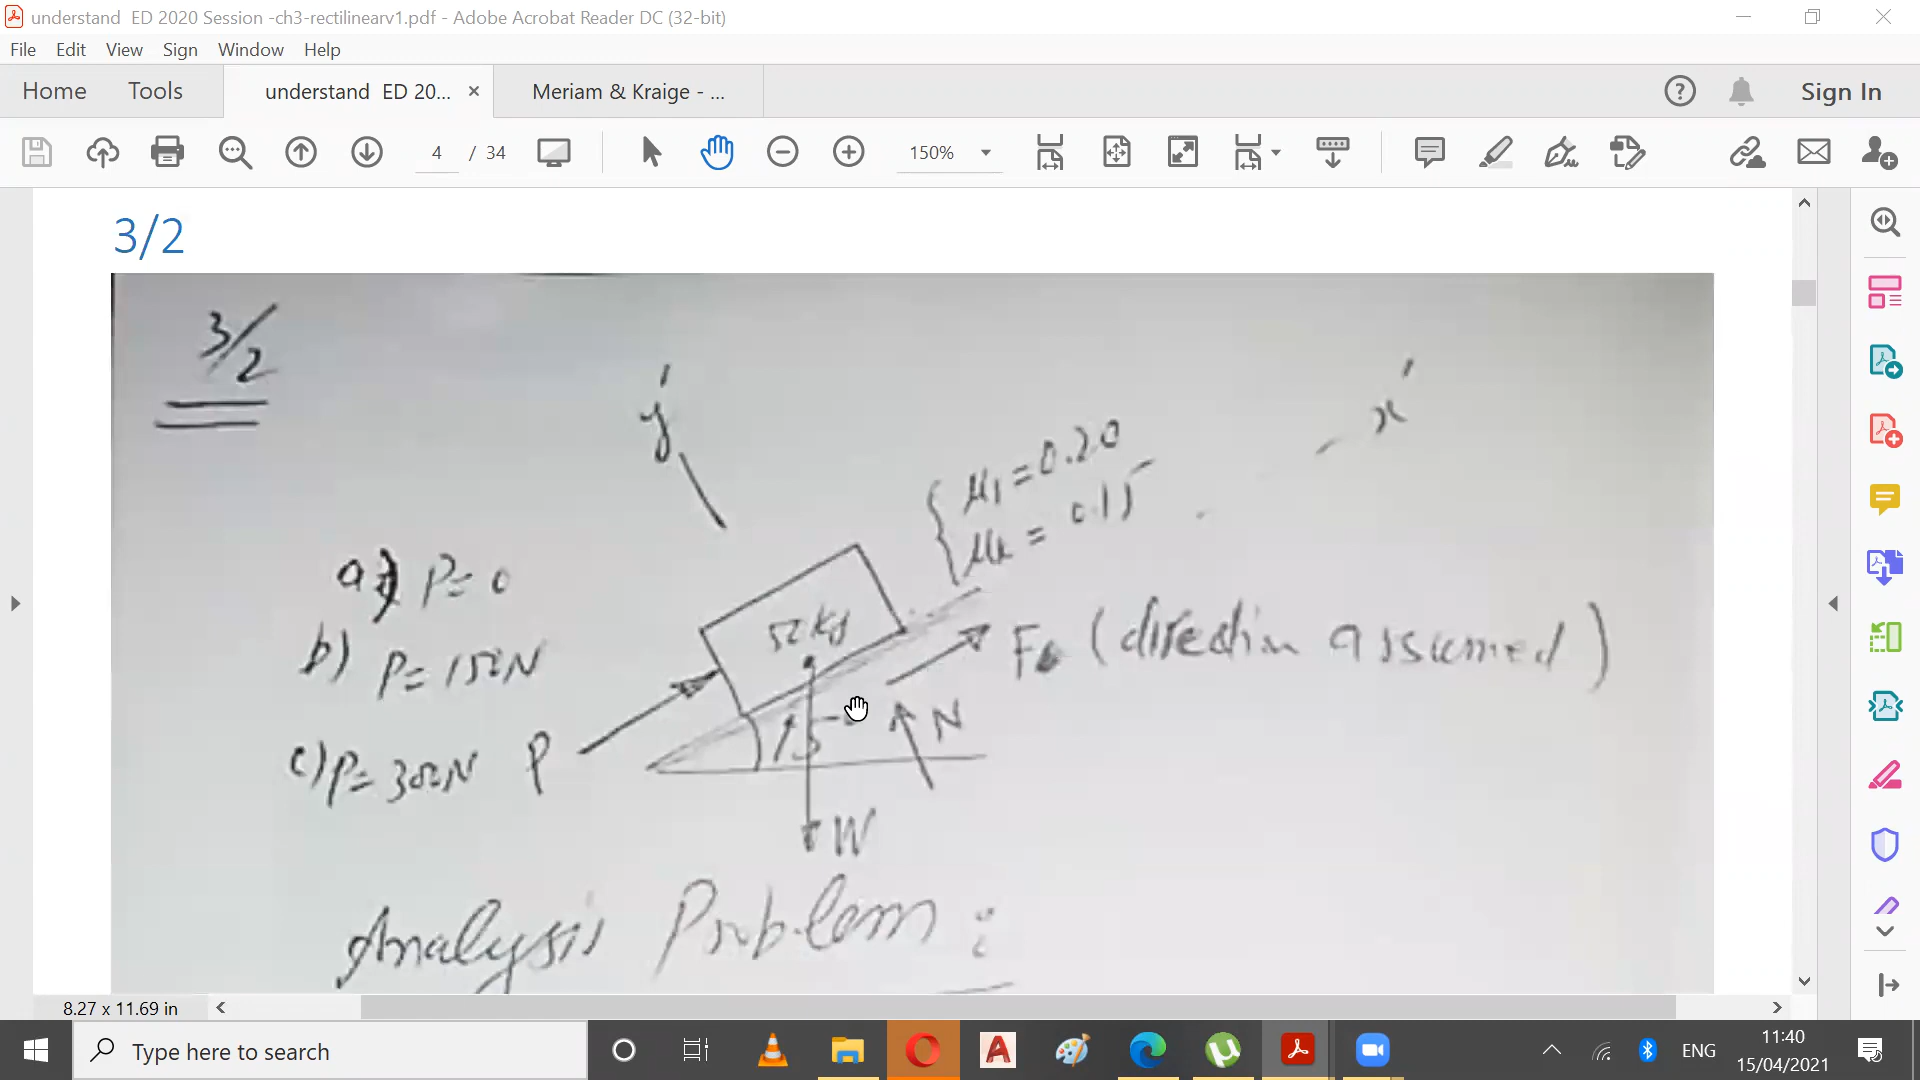 understand ED 2020 Session -ch3-rectilinearv1.pdf - Adobe Acrobat Reader DC (32-bit)
File Edit View Sign Window Help
Home Tools understand ED 20... × Meriam & Kraige - ... Sign In
4 / 34 150%
3/2
3/2
y'
x'
μs = 0.20
μk = 0.15
a) P = 0
b) P = 150N
c) P = 300N
52 kg
F (direction assumed)
15
N
P
W
Analysis Problem :
8.27 x 11.69 in
Type here to search
ENG
11:40
15/04/2021